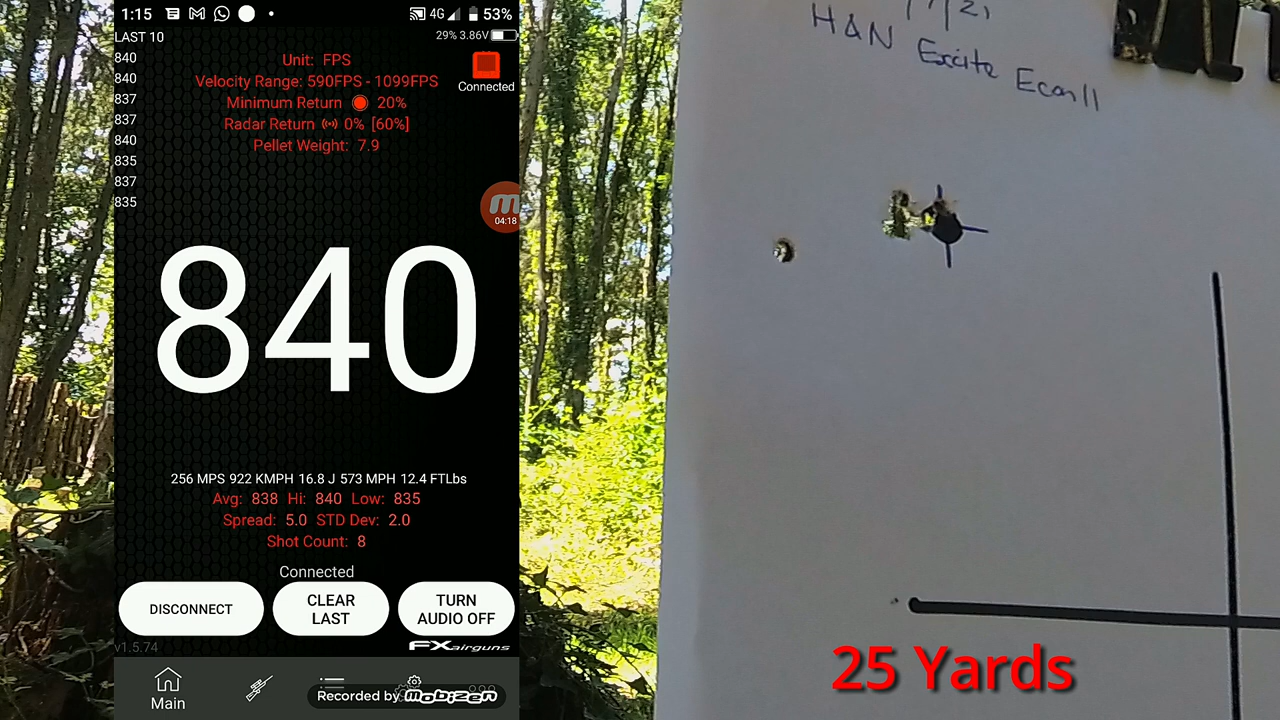 1:15 4G 53%
LAST 10 29% 3.86V
840
840
837
837
840
835
837
835
Unit: FPS
Velocity Range: 590FPS - 1099FPS
Minimum Return 20%
Radar Return 0% [60%]
Pellet Weight: 7.9
Connected
04:18
840
256 MPS 922 KMPH 16.8 J 573 MPH 12.4 FTLbs
Avg: 838 Hi: 840 Low: 835
Spread: 5.0 STD Dev: 2.0
Shot Count: 8
Connected
DISCONNECT
CLEAR
LAST
TURN
AUDIO OFF
v1.5.74
FXairguns
Main
Recorded by Mobizen
H&N Excite Econ II
25 Yards